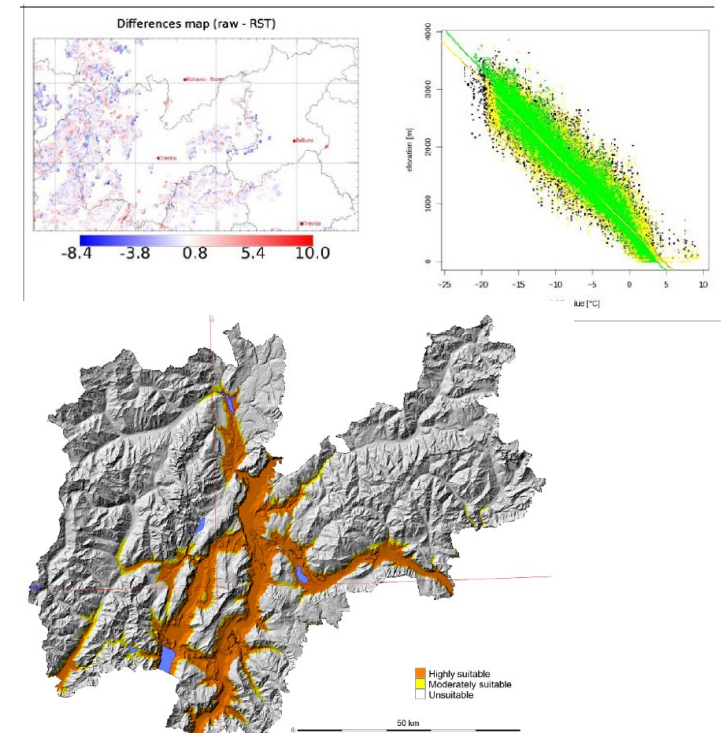 Differences map (raw - RST)
Bolzano - Bozen
Belluno
Trento
Treviso
-8.4 -3.8 0.8 5.4 10.0
elevation [m]
4000
3000
2000
1000
0
-25 -20 -15 -10 -5 0 5 10
[°C]
Highly suitable
Moderately suitable
Unsuitable
50 km